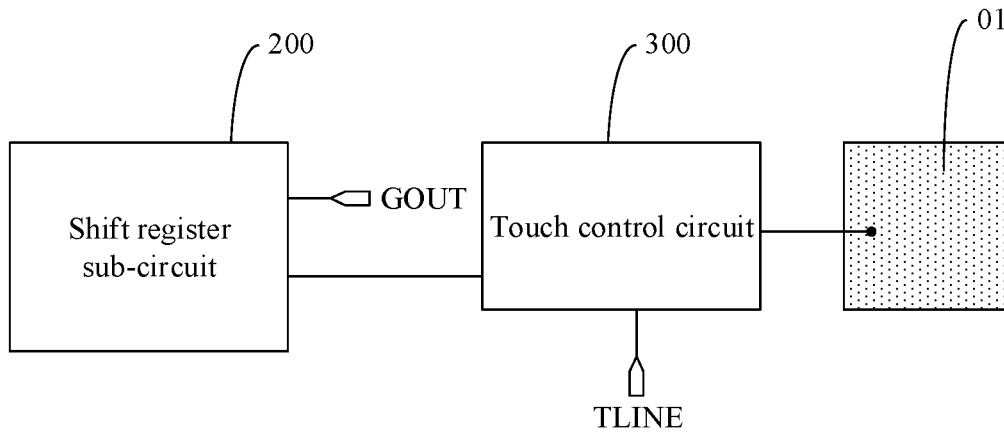 200
300
01
GOUT
Shift register
sub-circuit
Touch control circuit
TLINE